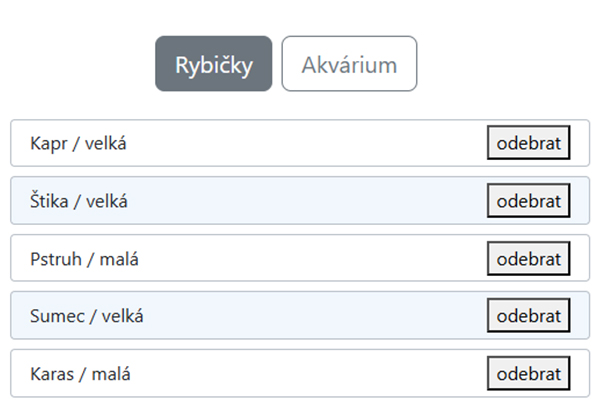 Rybičky Akvárium
Kapr / velká odebrat
Štika / velká odebrat
Pstruh / malá odebrat
Sumec / velká odebrat
Karas / malá odebrat